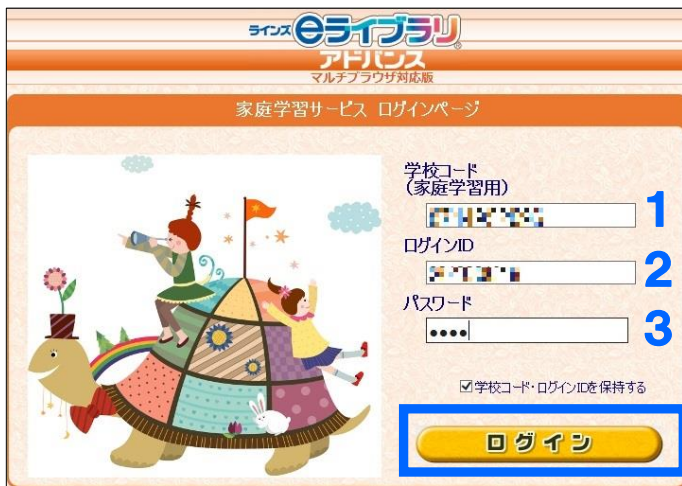 ラインズeライブラリ®
アドバンス
マルチブラウザ対応版
家庭学習サービス ログインページ
学校コード
(家庭学習用)
1
ログインID
2
パスワード
••••
3
学校コード・ログインIDを保持する
ログイン